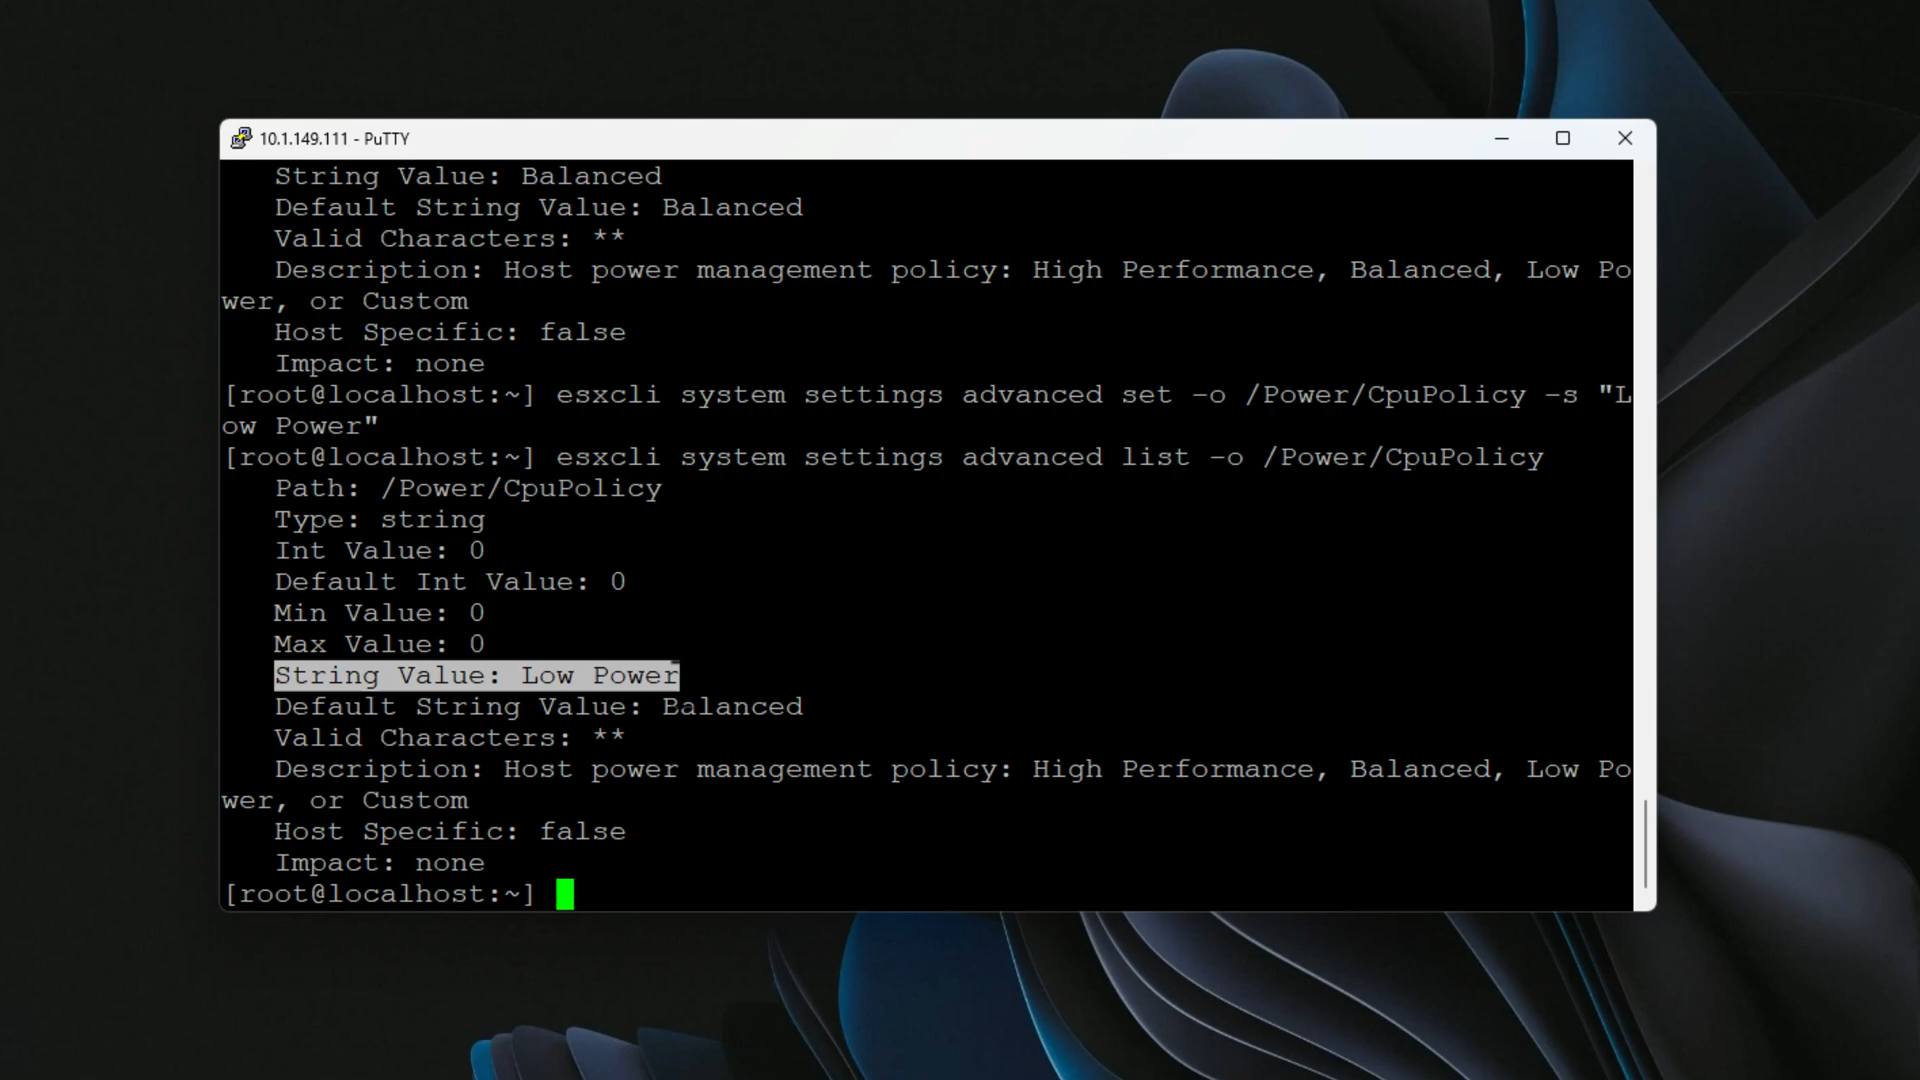 10.1.149.111 - PuTTY
String Value: Balanced
Default String Value: Balanced
Valid Characters: **
Description: Host power management policy: High Performance, Balanced, Low Po
wer, or Custom
Host Specific: false
Impact: none
[root@localhost:~] esxcli system settings advanced set -o /Power/CpuPolicy -s "L
ow Power"
[root@localhost:~] esxcli system settings advanced list -o /Power/CpuPolicy
Path: /Power/CpuPolicy
Type: string
Int Value: 0
Default Int Value: 0
Min Value: 0
Max Value: 0
String Value: Low Power
Default String Value: Balanced
Valid Characters: **
Description: Host power management policy: High Performance, Balanced, Low Po
wer, or Custom
Host Specific: false
Impact: none
[root@localhost:~]